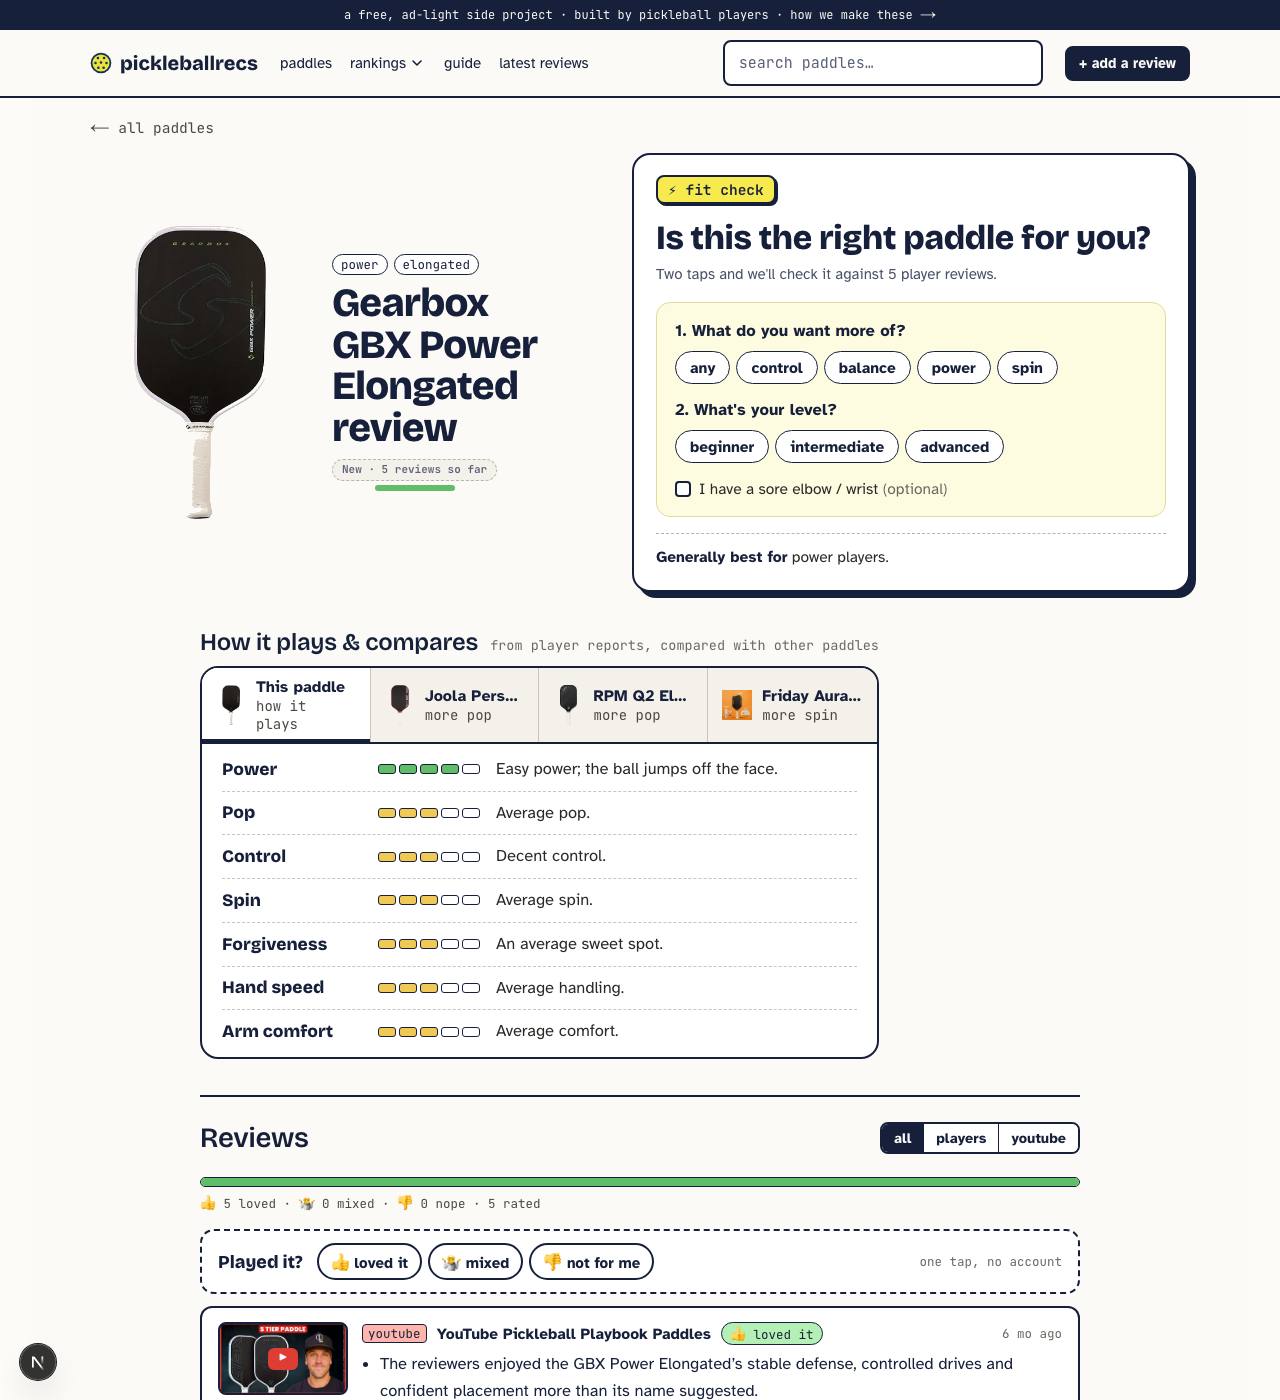 a free, ad-light side project · built by pickleball players · how we make these →
pickleballrecs
paddles
rankings
guide
latest reviews
search paddles…
+ add a review
← all paddles
power
elongated
Gearbox
GBX Power
Elongated
review
New · 5 reviews so far
⚡ fit check
Is this the right paddle for you?
Two taps and we'll check it against 5 player reviews.
1. What do you want more of?
any
control
balance
power
spin
2. What's your level?
beginner
intermediate
advanced
I have a sore elbow / wrist (optional)
Generally best for power players.
How it plays & compares
from player reports, compared with other paddles
This paddle
how it
plays
Joola Pers…
more pop
RPM Q2 El…
more pop
Friday Aura…
more spin
Power
Easy power; the ball jumps off the face.
Pop
Average pop.
Control
Decent control.
Spin
Average spin.
Forgiveness
An average sweet spot.
Hand speed
Average handling.
Arm comfort
Average comfort.
Reviews
all
players
youtube
👍 5 loved · 🤷 0 mixed · 👎 0 nope · 5 rated
Played it?
👍 loved it
🤷 mixed
👎 not for me
one tap, no account
S TIER PADDLE
youtube
YouTube Pickleball Playbook Paddles
👍 loved it
6 mo ago
• The reviewers enjoyed the GBX Power Elongated's stable defense, controlled drives and
confident placement more than its name suggested.
N